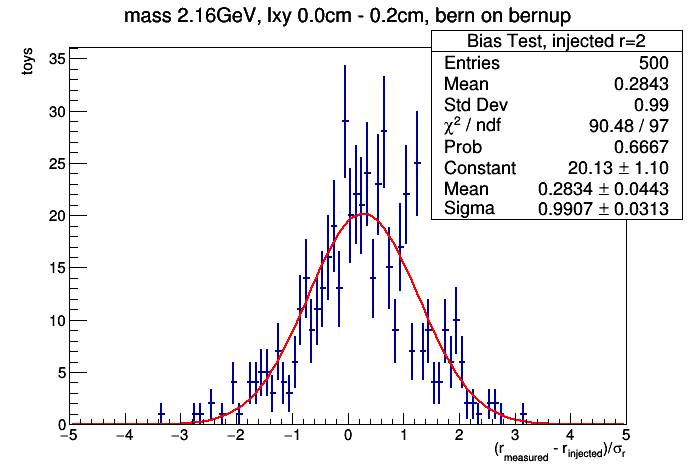 mass 2.16GeV, lxy 0.0cm - 0.2cm, bern on bernup
Bias Test, injected r=2
Entries 500
Mean 0.2843
Std Dev 0.99
χ² / ndf 90.48 / 97
Prob 0.6667
Constant 20.13 ± 1.10
Mean 0.2834 ± 0.0443
Sigma 0.9907 ± 0.0313
toys
35
30
25
20
15
10
5
0
−5 −4 −3 −2 −1 0 1 2 3 4 5
(r_measured - r_injected)/σ_r